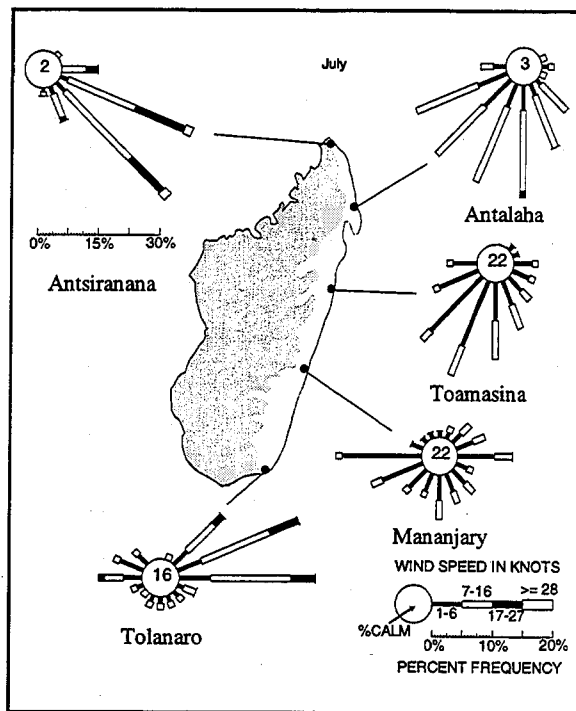 2
July
3
Antalaha
0% 15% 30%
Antsiranana
22
Toamasina
22
Mananjary
16
Tolanaro
WIND SPEED IN KNOTS
7-16 >= 28
1-6 17-27
%CALM
0% 10% 20%
PERCENT FREQUENCY